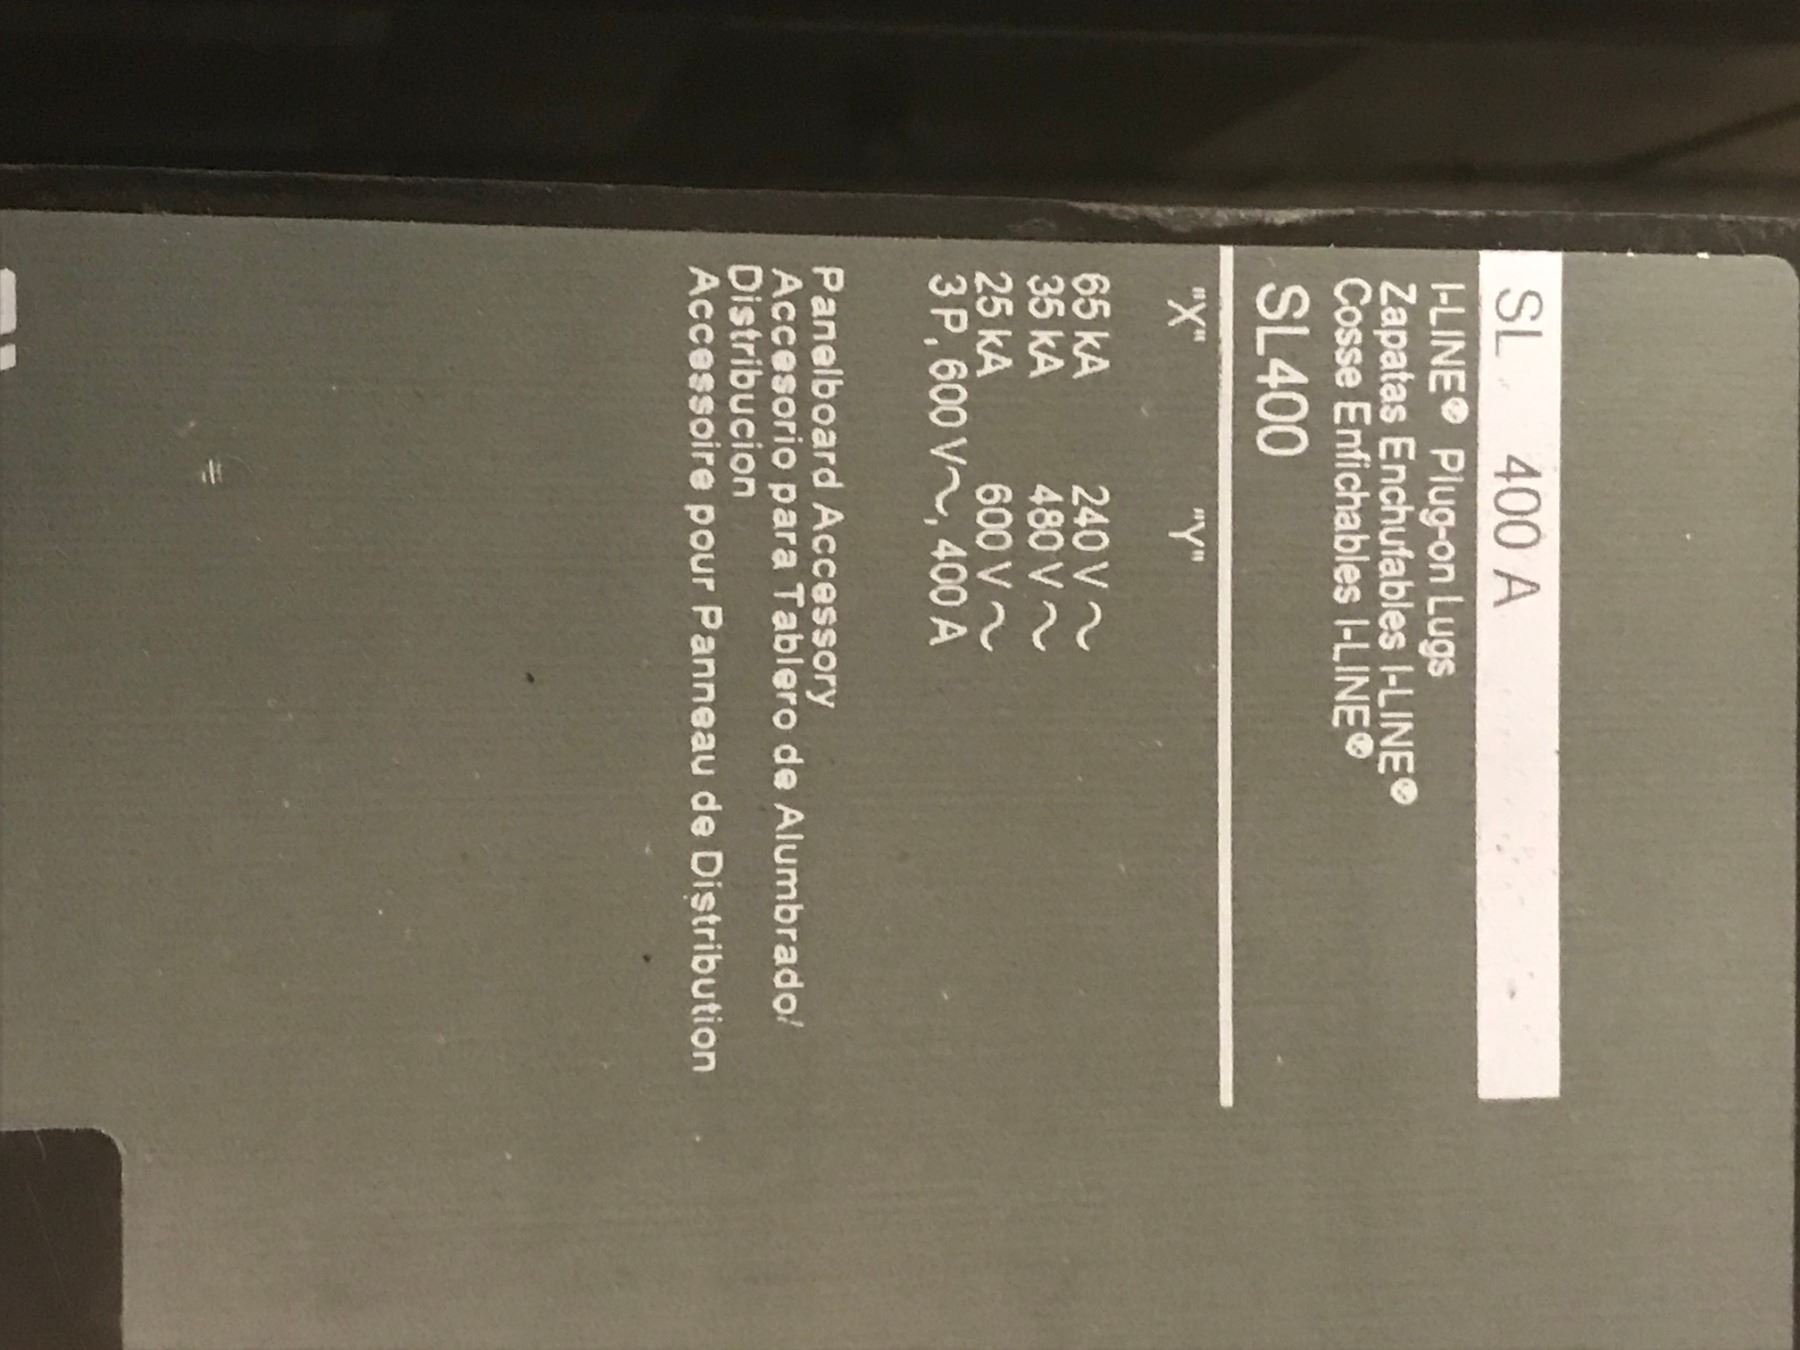 SL 400 A
I-LINE® Plug-on Lugs
Zapatas Enchufables I-LINE®
Cosse Enfichables I-LINE®
SL400
"X" "Y"
65 kA 240 V ~
35 kA 480 V ~
25 kA 600 V ~
3 P, 600 V ~, 400 A
Panelboard Accessory
Accesorio para Tablero de Alumbrado/
Distribucion
Accessoire pour Panneau de Distribution